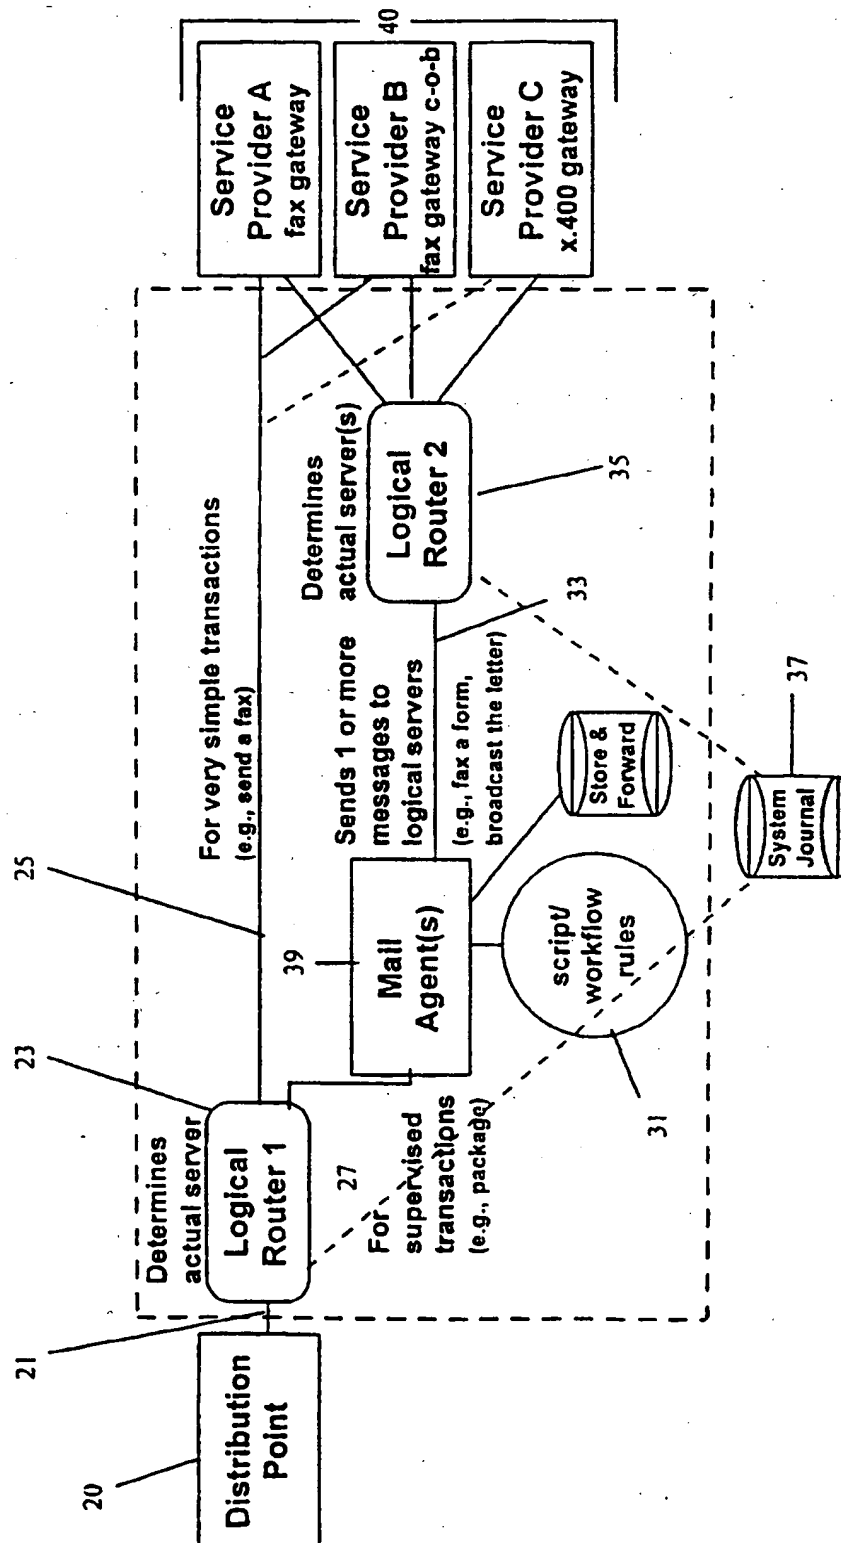 20
Distribution
Point
21
Determines
actual server
23
Logical
Router 1
25
For very simple transactions
(e.g., send a fax)
27
For
supervised
transactions
(e.g., package)
39
Mail
Agent(s)
31
script/
workflow
rules
Store &
Forward
Sends 1 or more
messages to
logical servers
(e.g., fax a form,
broadcast the letter)
33
Determines
actual server(s)
Logical
Router 2
35
System
Journal
37
Service
Provider A
fax gateway
Service
Provider B
fax gateway c-o-b
Service
Provider C
x.400 gateway
40